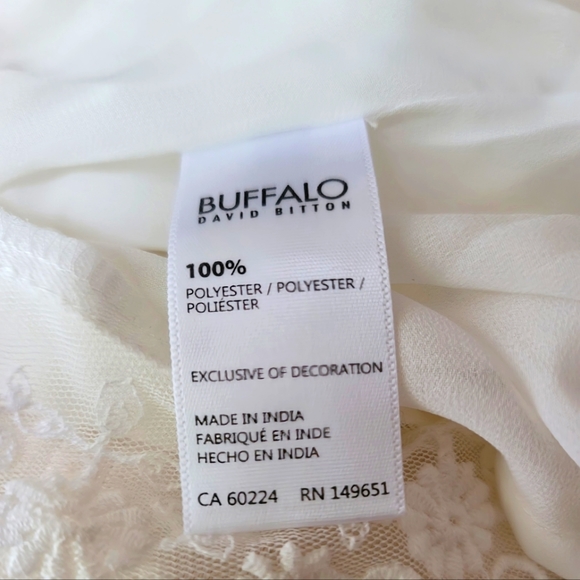 BUFFALO
DAVID BITTON
100%
POLYESTER / POLYESTER /
POLIÉSTER
EXCLUSIVE OF DECORATION
MADE IN INDIA
FABRIQUÉ EN INDE
HECHO EN INDIA
CA 60224 RN 149651